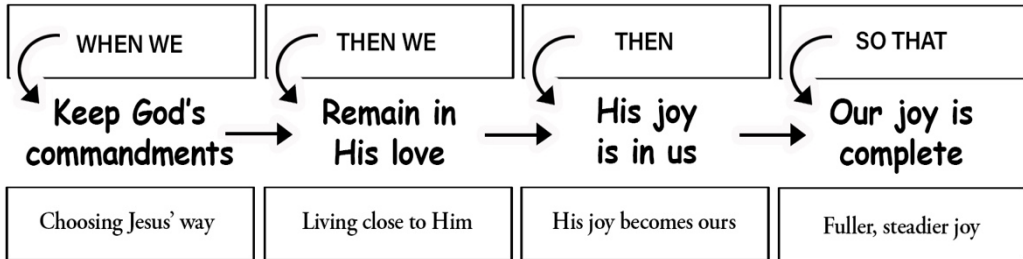 WHEN WE
THEN WE
THEN
SO THAT
Keep God's
commandments
Remain in
His love
His joy
is in us
Our joy is
complete
Choosing Jesus' way
Living close to Him
His joy becomes ours
Fuller, steadier joy